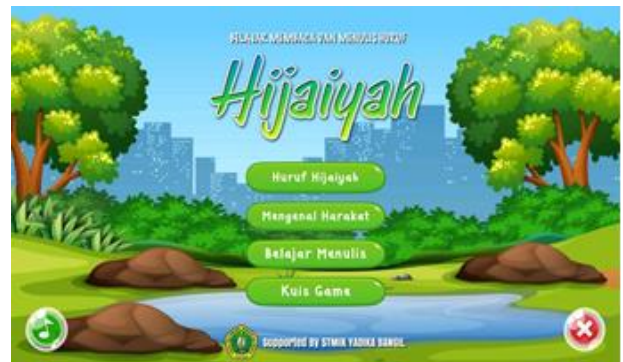 BELAJAR MEMBACA DAN MENULIS HURUF
Hijaiyah
Huruf Hijaiyah
Mengenal Harakat
Belajar Menulis
Kuis Game
Supported by STMIK YADIKA BANGIL